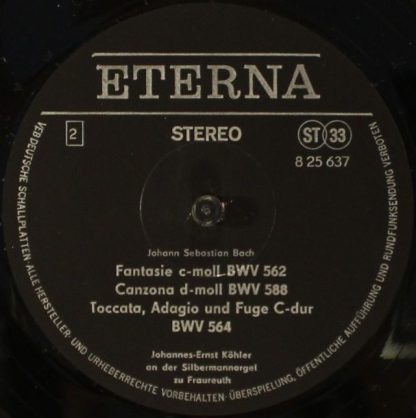 ETERNA
2
STEREO
ST 33
8 25 637
Johann Sebastian Bach
Fantasie c-moll BWV 562
Canzona d-moll BWV 588
Toccata, Adagio und Fuge C-dur
BWV 564
Johannes-Ernst Köhler
an der Silbermannorgel
zu Fraureuth
VEB DEUTSCHE SCHALLPLATTEN ALLE HERSTELLER- UND URHEBERRECHTE VORBEHALTEN · ÜBERSPIELUNG, ÖFFENTLICHE AUFFÜHRUNG UND RUNDFUNKSENDUNG VERBOTEN